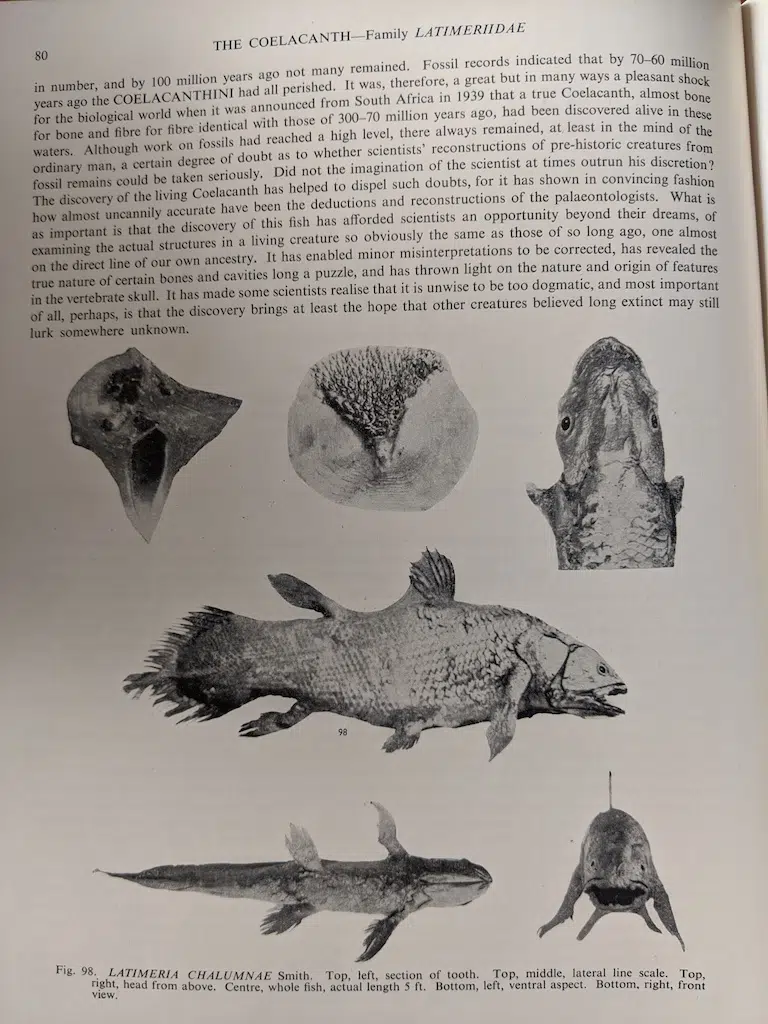 80
THE COELACANTH—Family LATIMERIIDAE
in number, and by 100 million years ago not many remained. Fossil records indicated that by 70–60 million
years ago the COELACANTHINI had all perished. It was, therefore, a great but in many ways a pleasant shock
for the biological world when it was announced from South Africa in 1939 that a true Coelacanth, almost bone
for bone and fibre for fibre identical with those of 300–70 million years ago, had been discovered alive in these
waters. Although work on fossils had reached a high level, there always remained, at least in the mind of the
ordinary man, a certain degree of doubt as to whether scientists' reconstructions of pre-historic creatures from
fossil remains could be taken seriously. Did not the imagination of the scientist at times outrun his discretion?
The discovery of the living Coelacanth has helped to dispel such doubts, for it has shown in convincing fashion
how almost uncannily accurate have been the deductions and reconstructions of the palaeontologists. What is
as important is that the discovery of this fish has afforded scientists an opportunity beyond their dreams, of
examining the actual structures in a living creature so obviously the same as those of so long ago, one almost
on the direct line of our own ancestry. It has enabled minor misinterpretations to be corrected, has revealed the
true nature of certain bones and cavities long a puzzle, and has thrown light on the nature and origin of features
in the vertebrate skull. It has made some scientists realise that it is unwise to be too dogmatic, and most important
of all, perhaps, is that the discovery brings at least the hope that other creatures believed long extinct may still
lurk somewhere unknown.
98
Fig. 98. LATIMERIA CHALUMNAE Smith. Top, left, section of tooth. Top, middle, lateral line scale. Top,
right, head from above. Centre, whole fish, actual length 5 ft. Bottom, left, ventral aspect. Bottom, right, front
view.